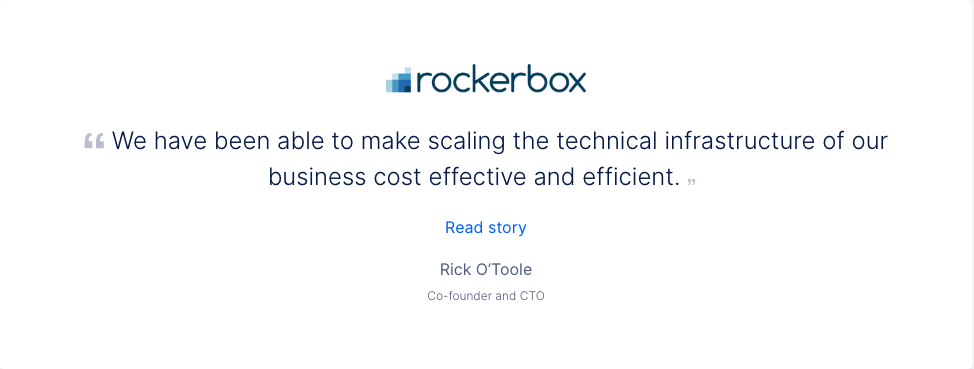 rockerbox
“ We have been able to make scaling the technical infrastructure of our
business cost effective and efficient. ”
Read story
Rick O’Toole
Co-founder and CTO